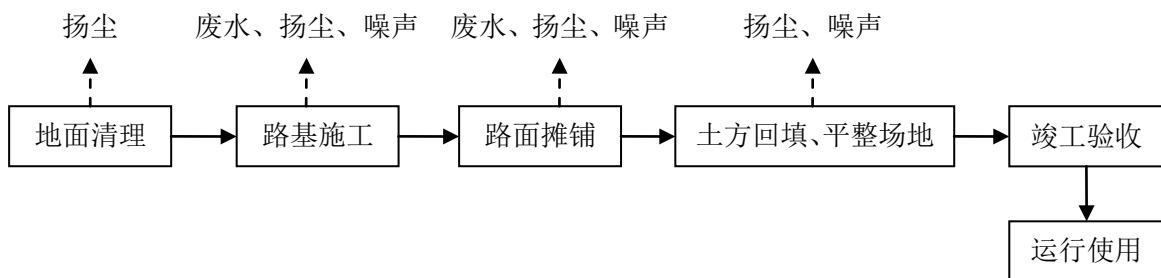 扬尘
废水、扬尘、噪声
废水、扬尘、噪声
扬尘、噪声
地面清理
路基施工
路面摊铺
土方回填、平整场地
竣工验收
运行使用